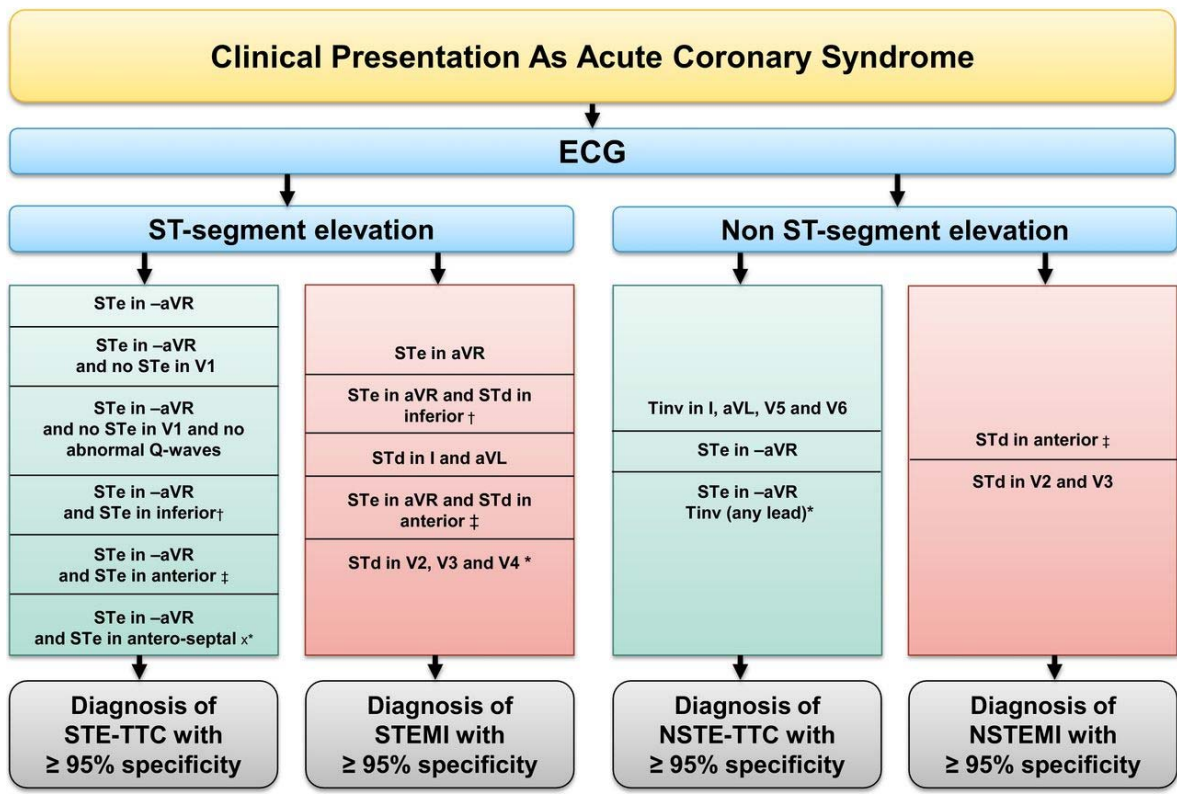 Clinical Presentation As Acute Coronary Syndrome
ECG
ST-segment elevation
Non ST-segment elevation
STe in –aVR
STe in –aVR
and no STe in V1
STe in –aVR
and no STe in V1 and no
abnormal Q-waves
STe in –aVR
and STe in inferior†
STe in –aVR
and STe in anterior ‡
STe in –aVR
and STe in antero-septal x*
STe in aVR
STe in aVR and STd in
inferior †
STd in I and aVL
STe in aVR and STd in
anterior ‡
STd in V2, V3 and V4 *
Tinv in I, aVL, V5 and V6
STe in –aVR
STe in –aVR
Tinv (any lead)*
STd in anterior ‡
STd in V2 and V3
Diagnosis of
STE-TTC with
≥ 95% specificity
Diagnosis of
STEMI with
≥ 95% specificity
Diagnosis of
NSTE-TTC with
≥ 95% specificity
Diagnosis of
NSTEMI with
≥ 95% specificity